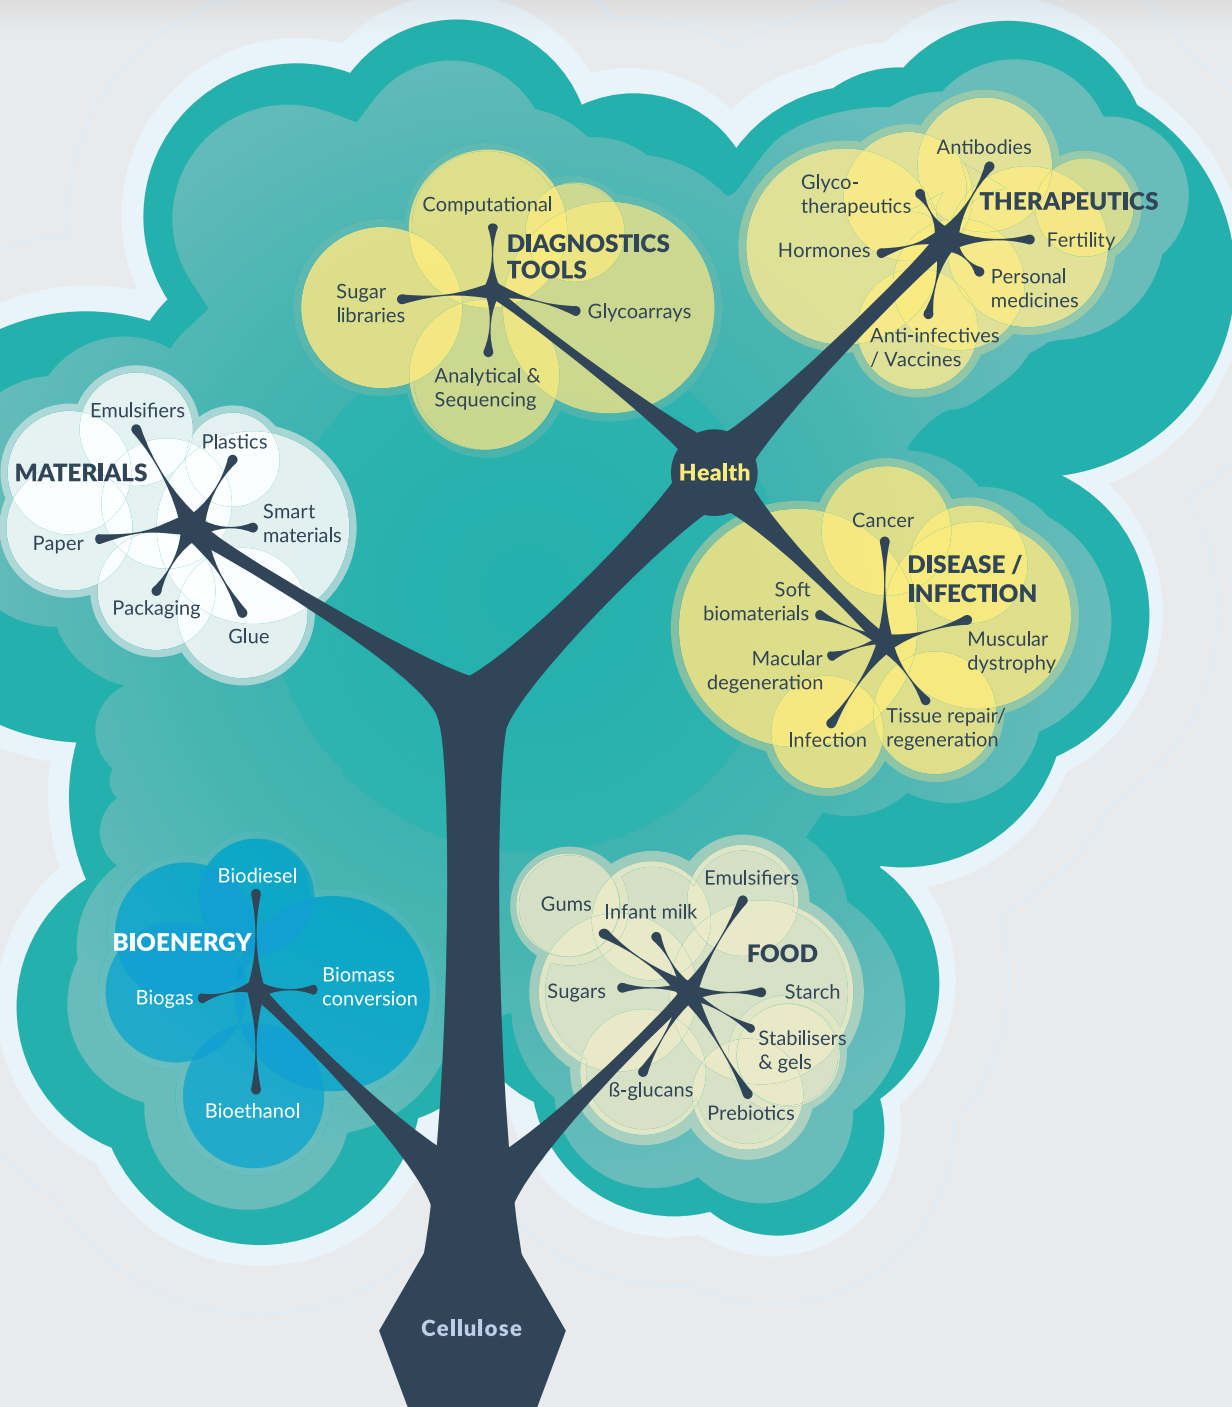 Computational
DIAGNOSTICS
TOOLS
Sugar
libraries
Glycoarrays
Analytical &
Sequencing
Antibodies
Glyco-
therapeutics
THERAPEUTICS
Hormones
Fertility
Personal
medicines
Anti-infectives
/ Vaccines
Emulsifiers
Plastics
MATERIALS
Smart
materials
Paper
Packaging
Glue
Health
Cancer
DISEASE /
INFECTION
Soft
biomaterials
Muscular
dystrophy
Macular
degeneration
Tissue repair/
regeneration
Infection
Biodiesel
BIOENERGY
Biomass
conversion
Biogas
Bioethanol
Emulsifiers
Gums
Infant milk
FOOD
Sugars
Starch
Stabilisers
& gels
ß-glucans
Prebiotics
Cellulose